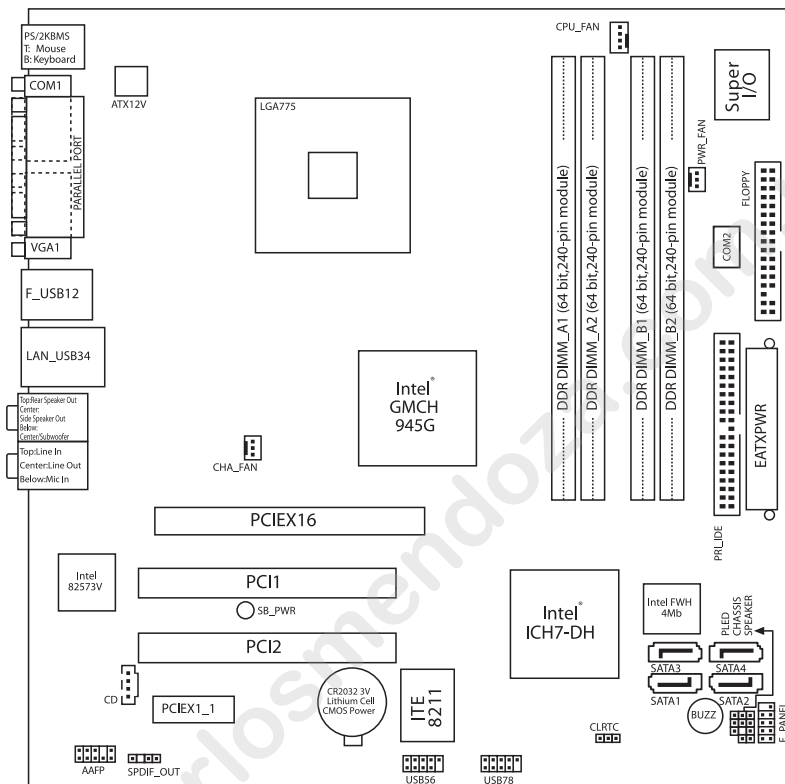 PS/2KBMS
T: Mouse
B: Keyboard
CPU_FAN
COM1
ATX12V
LGA775
Super
I/O
PARALLEL PORT
PWR_FAN
FLOPPY
DDR DIMM_A1 (64 bit,240-pin module)
DDR DIMM_A2 (64 bit,240-pin module)
DDR DIMM_B1 (64 bit,240-pin module)
DDR DIMM_B2 (64 bit,240-pin module)
COM2
VGA1
F_USB12
LAN_USB34
Intel®
GMCH
945G
EATXPWR
Top:Rear Speaker Out
Center:
Side Speaker Out
Below:
Center/Subwoofer
Top:Line In
Center:Line Out
Below:Mic In
CHA_FAN
PCIEX16
PRI_IDE
Intel
82573V
PCI1
SB_PWR
Intel®
ICH7-DH
Intel FWH
4Mb
PLED
CHASSIS
SPEAKER
PCI2
SATA3
SATA4
CD
PCIEX1_1
CR2032 3V
Lithium Cell
CMOS Power
ITE
8211
SATA1
SATA2
BUZZ
CLRTC
F_PANEL
AAFP
SPDIF_OUT
USB56
USB78
rlosmendoza.com